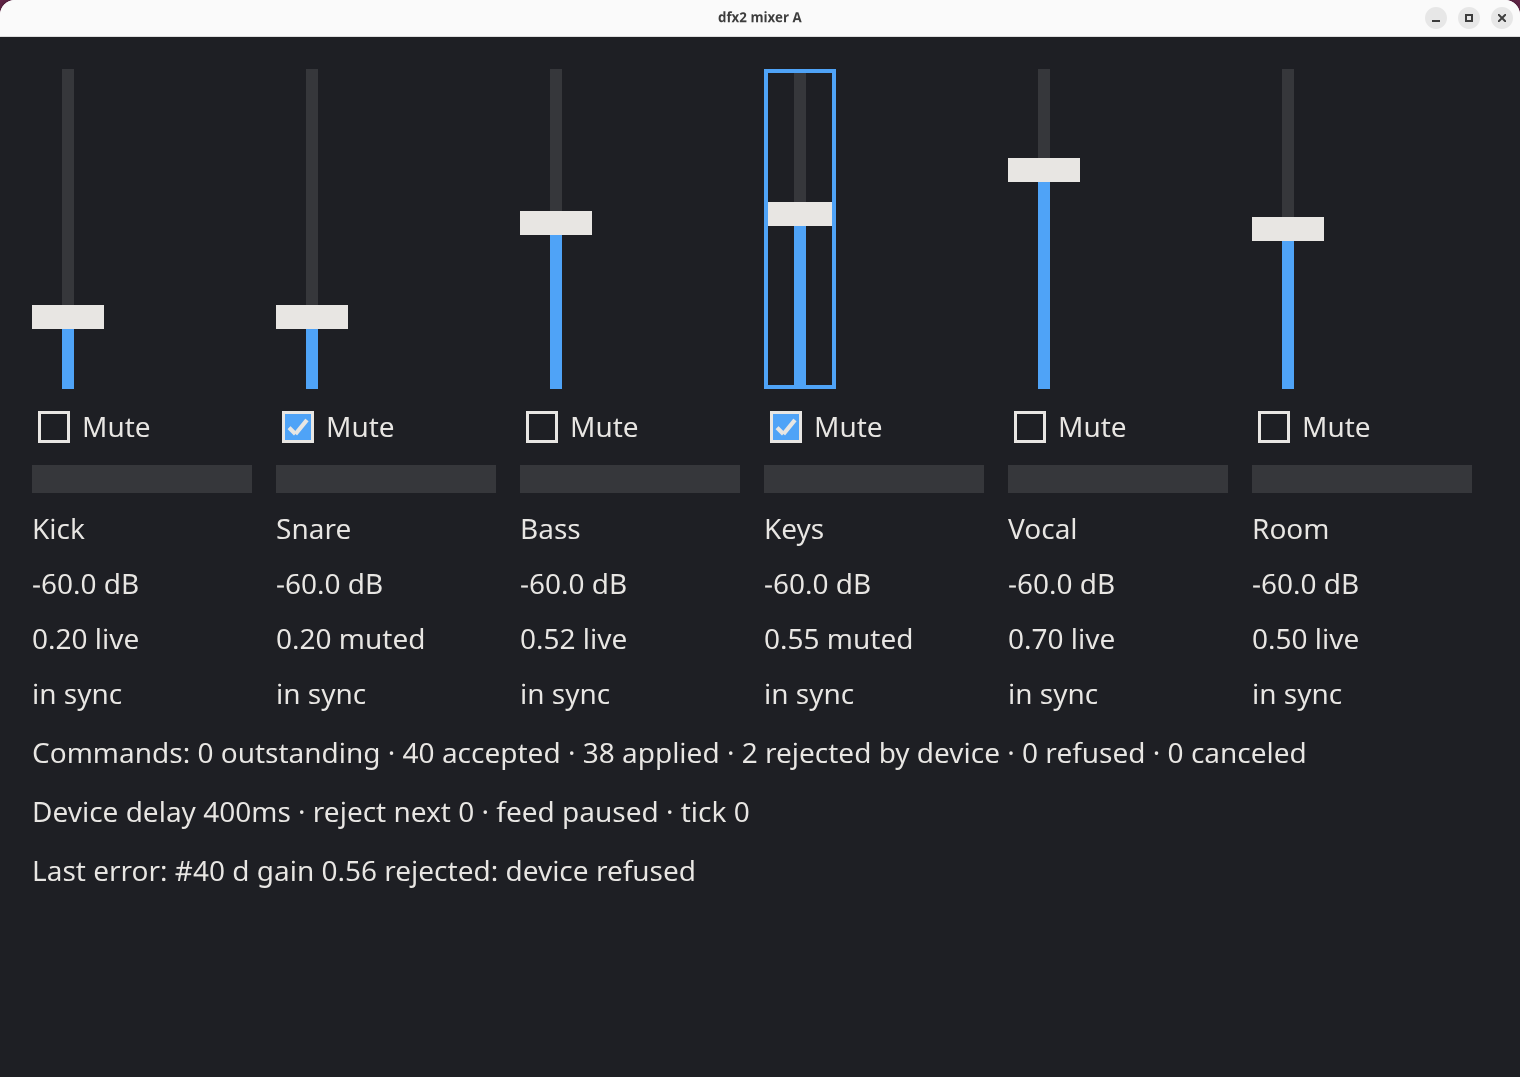 dfx2 mixer A
Mute Mute Mute Mute Mute Mute
Kick Snare Bass Keys Vocal Room
-60.0 dB -60.0 dB -60.0 dB -60.0 dB -60.0 dB -60.0 dB
0.20 live 0.20 muted 0.52 live 0.55 muted 0.70 live 0.50 live
in sync in sync in sync in sync in sync in sync
Commands: 0 outstanding · 40 accepted · 38 applied · 2 rejected by device · 0 refused · 0 canceled
Device delay 400ms · reject next 0 · feed paused · tick 0
Last error: #40 d gain 0.56 rejected: device refused